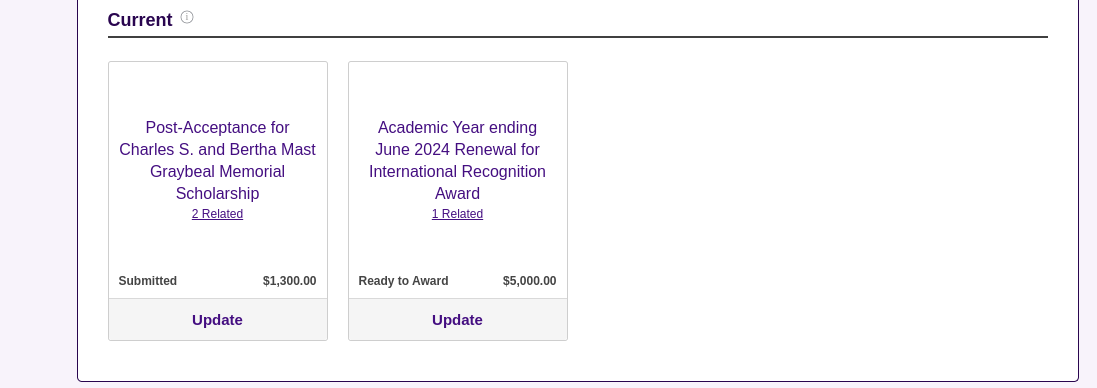 Current
Post-Acceptance for
Charles S. and Bertha Mast
Graybeal Memorial
Scholarship
2 Related
Submitted $1,300.00
Update
Academic Year ending
June 2024 Renewal for
International Recognition
Award
1 Related
Ready to Award $5,000.00
Update